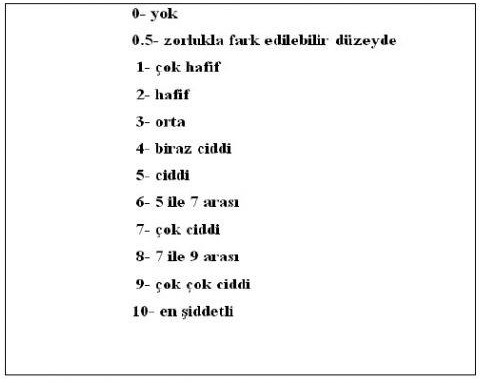 0- yok
0.5- zorlukla fark edilebilir düzeyde
1- çok hafif
2- hafif
3- orta
4- biraz ciddi
5- ciddi
6- 5 ile 7 arası
7- çok ciddi
8- 7 ile 9 arası
9- çok çok ciddi
10- en şiddetli